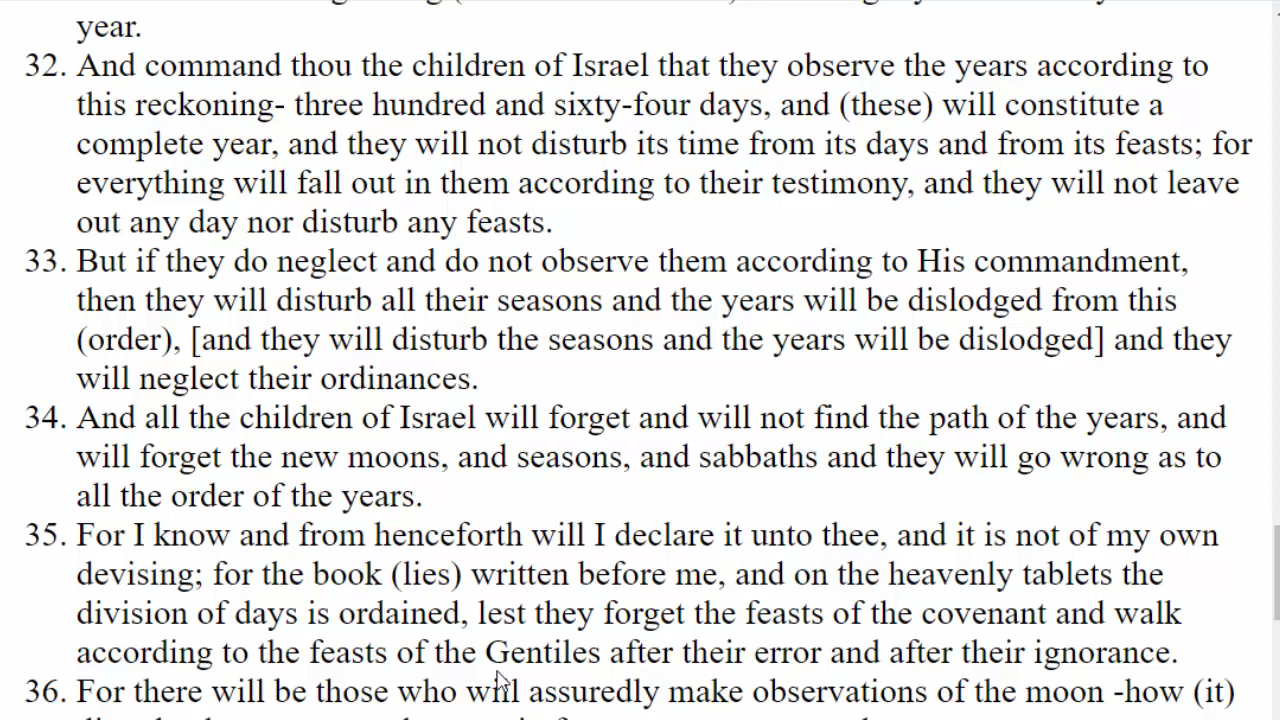 year.
32. And command thou the children of Israel that they observe the years according to
this reckoning- three hundred and sixty-four days, and (these) will constitute a
complete year, and they will not disturb its time from its days and from its feasts; for
everything will fall out in them according to their testimony, and they will not leave
out any day nor disturb any feasts.
33. But if they do neglect and do not observe them according to His commandment,
then they will disturb all their seasons and the years will be dislodged from this
(order), [and they will disturb the seasons and the years will be dislodged] and they
will neglect their ordinances.
34. And all the children of Israel will forget and will not find the path of the years, and
will forget the new moons, and seasons, and sabbaths and they will go wrong as to
all the order of the years.
35. For I know and from henceforth will I declare it unto thee, and it is not of my own
devising; for the book (lies) written before me, and on the heavenly tablets the
division of days is ordained, lest they forget the feasts of the covenant and walk
according to the feasts of the Gentiles after their error and after their ignorance.
36. For there will be those who will assuredly make observations of the moon -how (it)